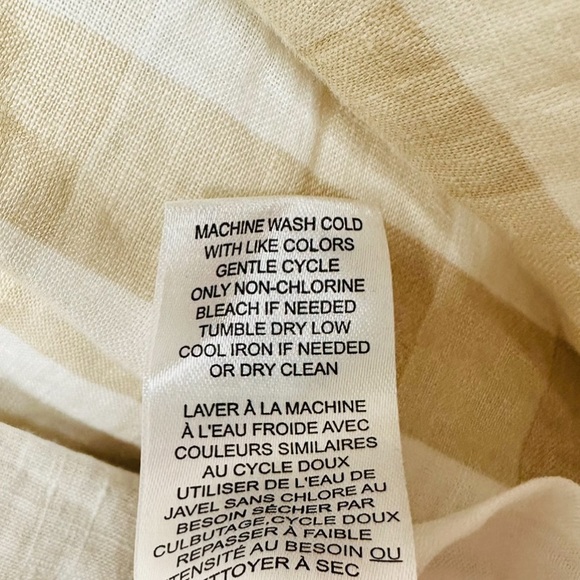 MACHINE WASH COLD
WITH LIKE COLORS
GENTLE CYCLE
ONLY NON-CHLORINE
BLEACH IF NEEDED
TUMBLE DRY LOW
COOL IRON IF NEEDED
OR DRY CLEAN
LAVER À LA MACHINE
À L'EAU FROIDE AVEC
COULEURS SIMILAIRES
AU CYCLE DOUX
UTILISER DE L'EAU DE
JAVEL SANS CHLORE AU
BESOIN SÉCHER PAR
CULBUTAGE,CYCLE DOUX
REPASSER À FAIBLE
TENSITÉ AU BESOIN OU
TTOYER À SEC